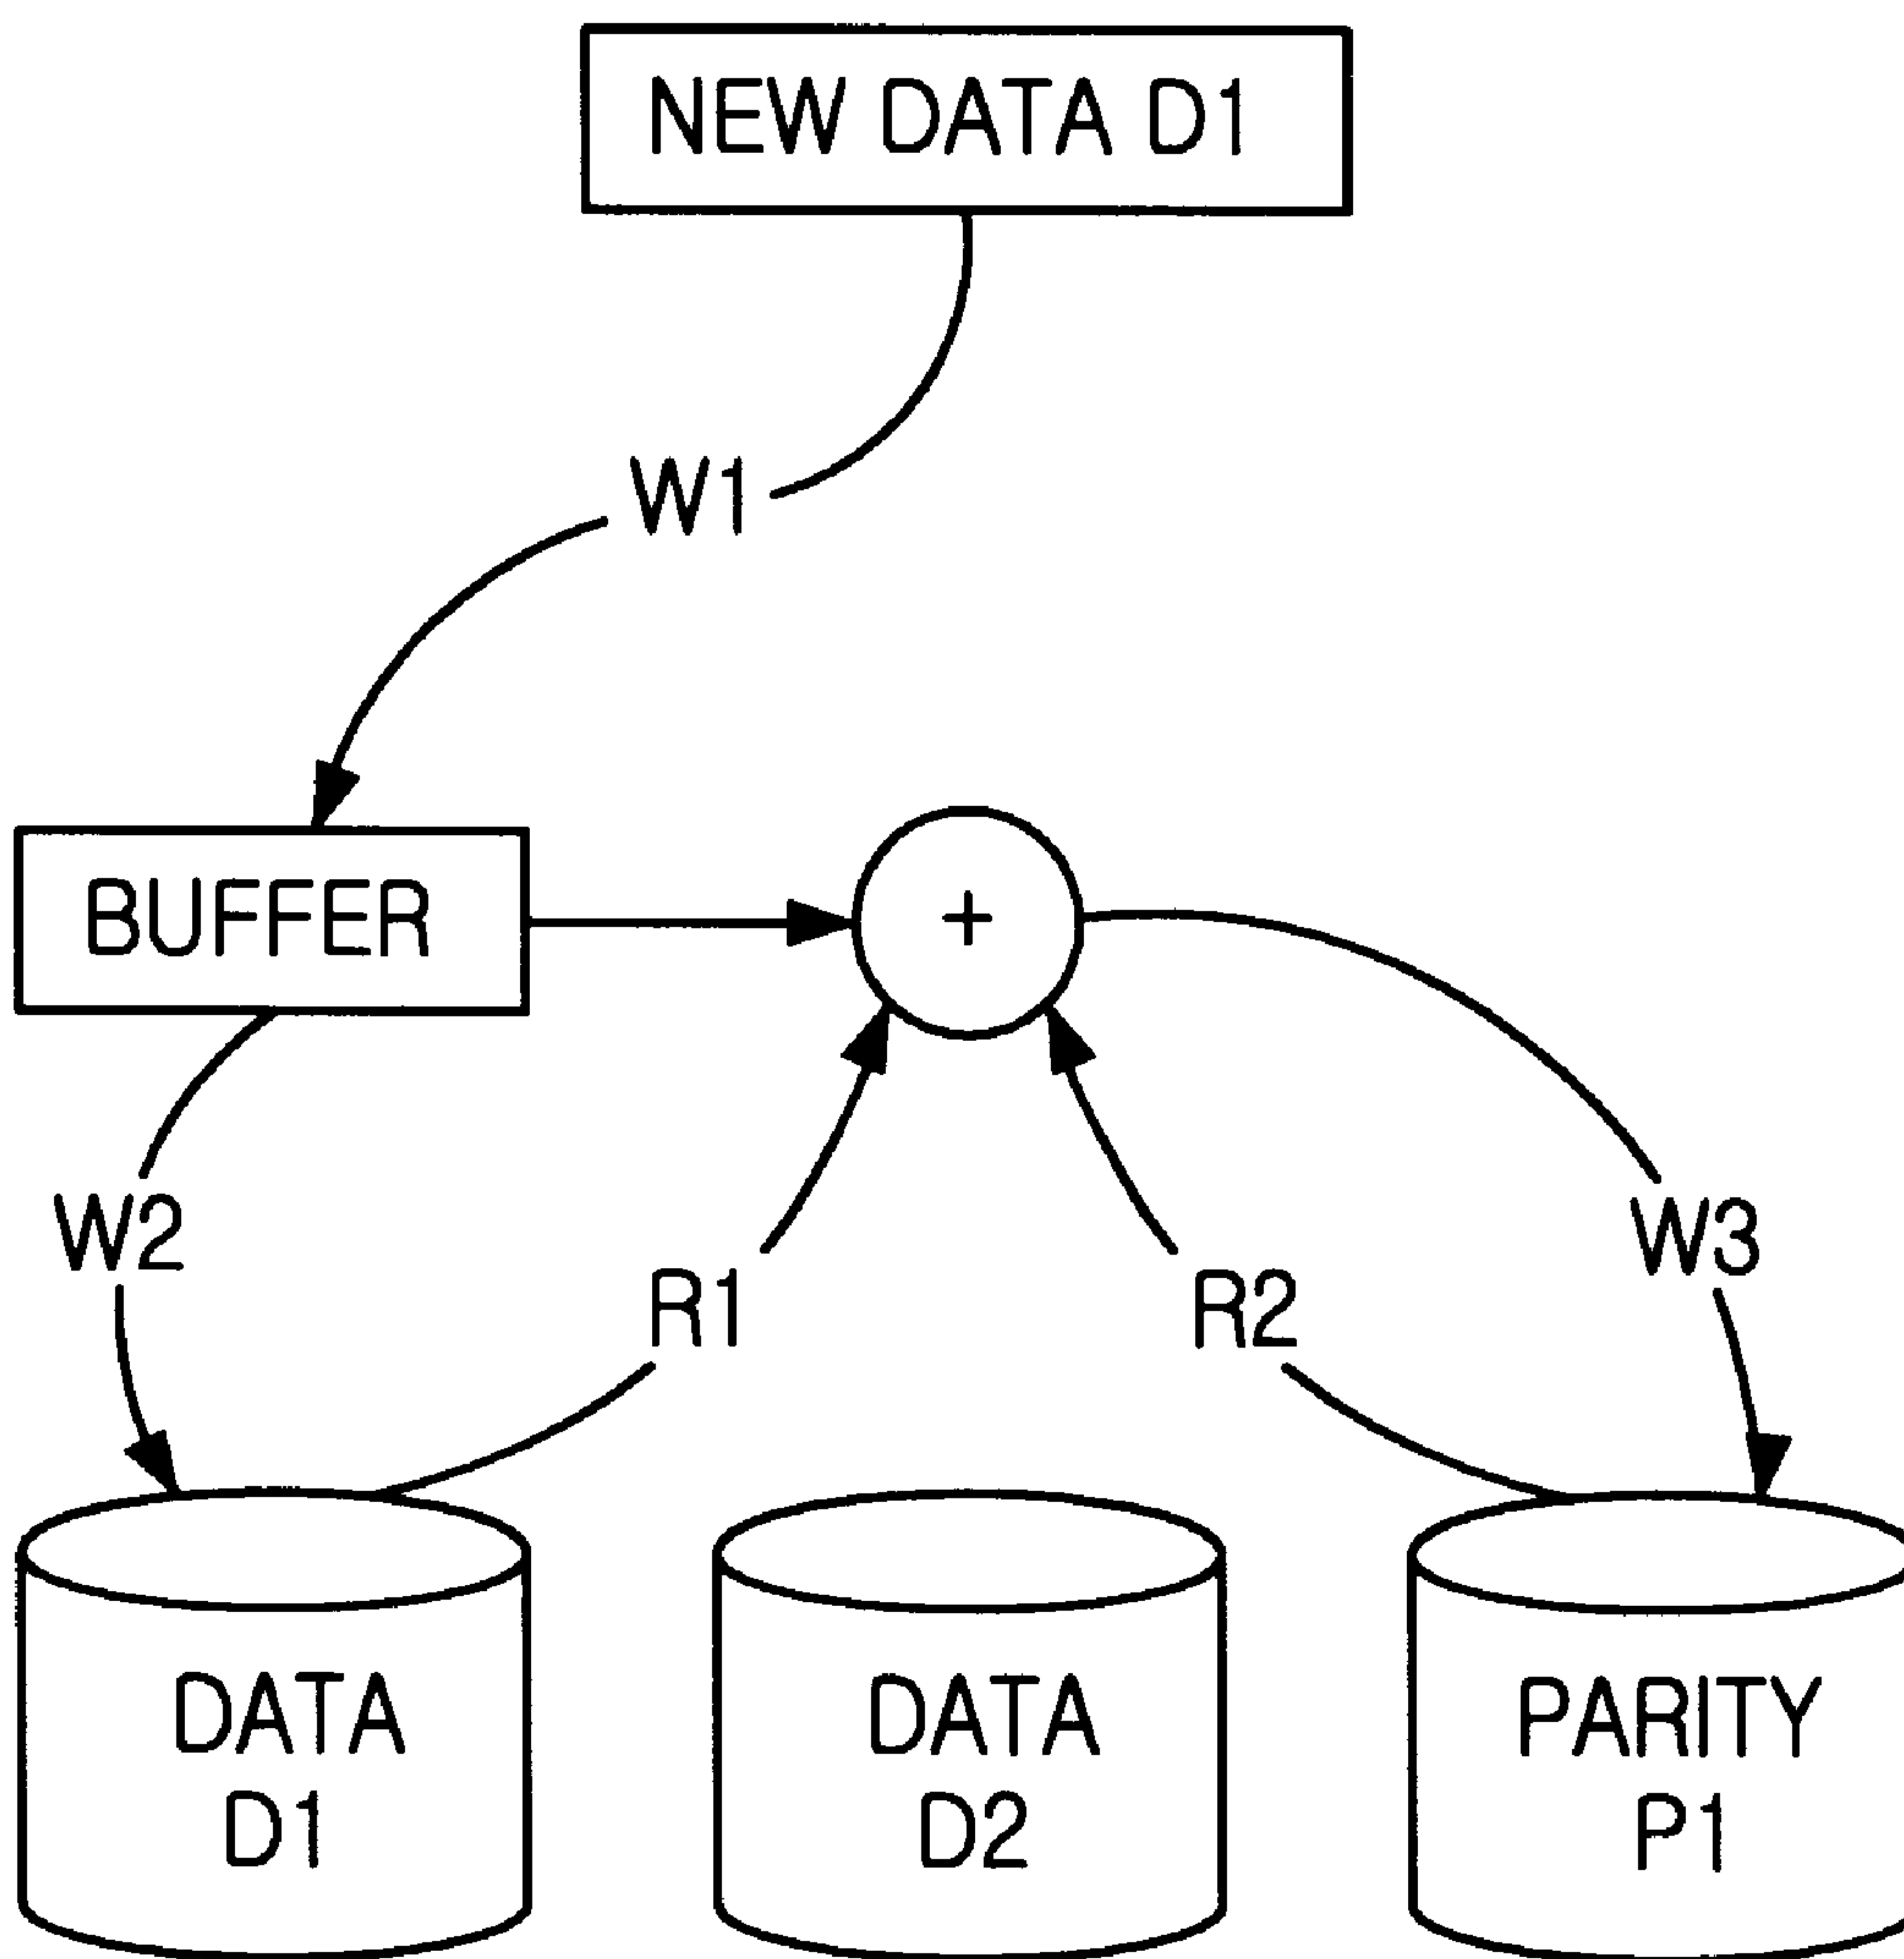 NEW DATA D1
W1
BUFFER
+
W2
R1
R2
W3
DATA
D1
DATA
D2
PARITY
P1